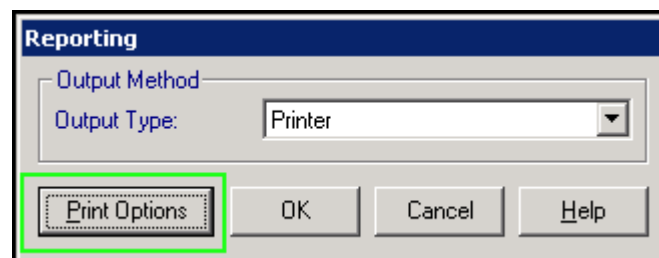 Reporting
Output Method
Output Type: Printer
Print Options OK Cancel Help